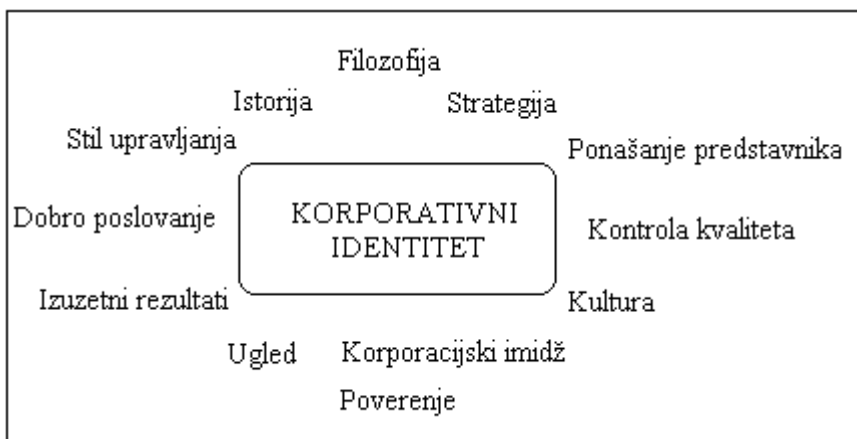 Filozofija
Istorija
Strategija
Stil upravljanja
Ponašanje predstavnika
Dobro poslovanje
KORPORATIVNI
IDENTITET
Kontrola kvaliteta
Izuzetni rezultati
Kultura
Ugled
Korporacijski imidž
Poverenje